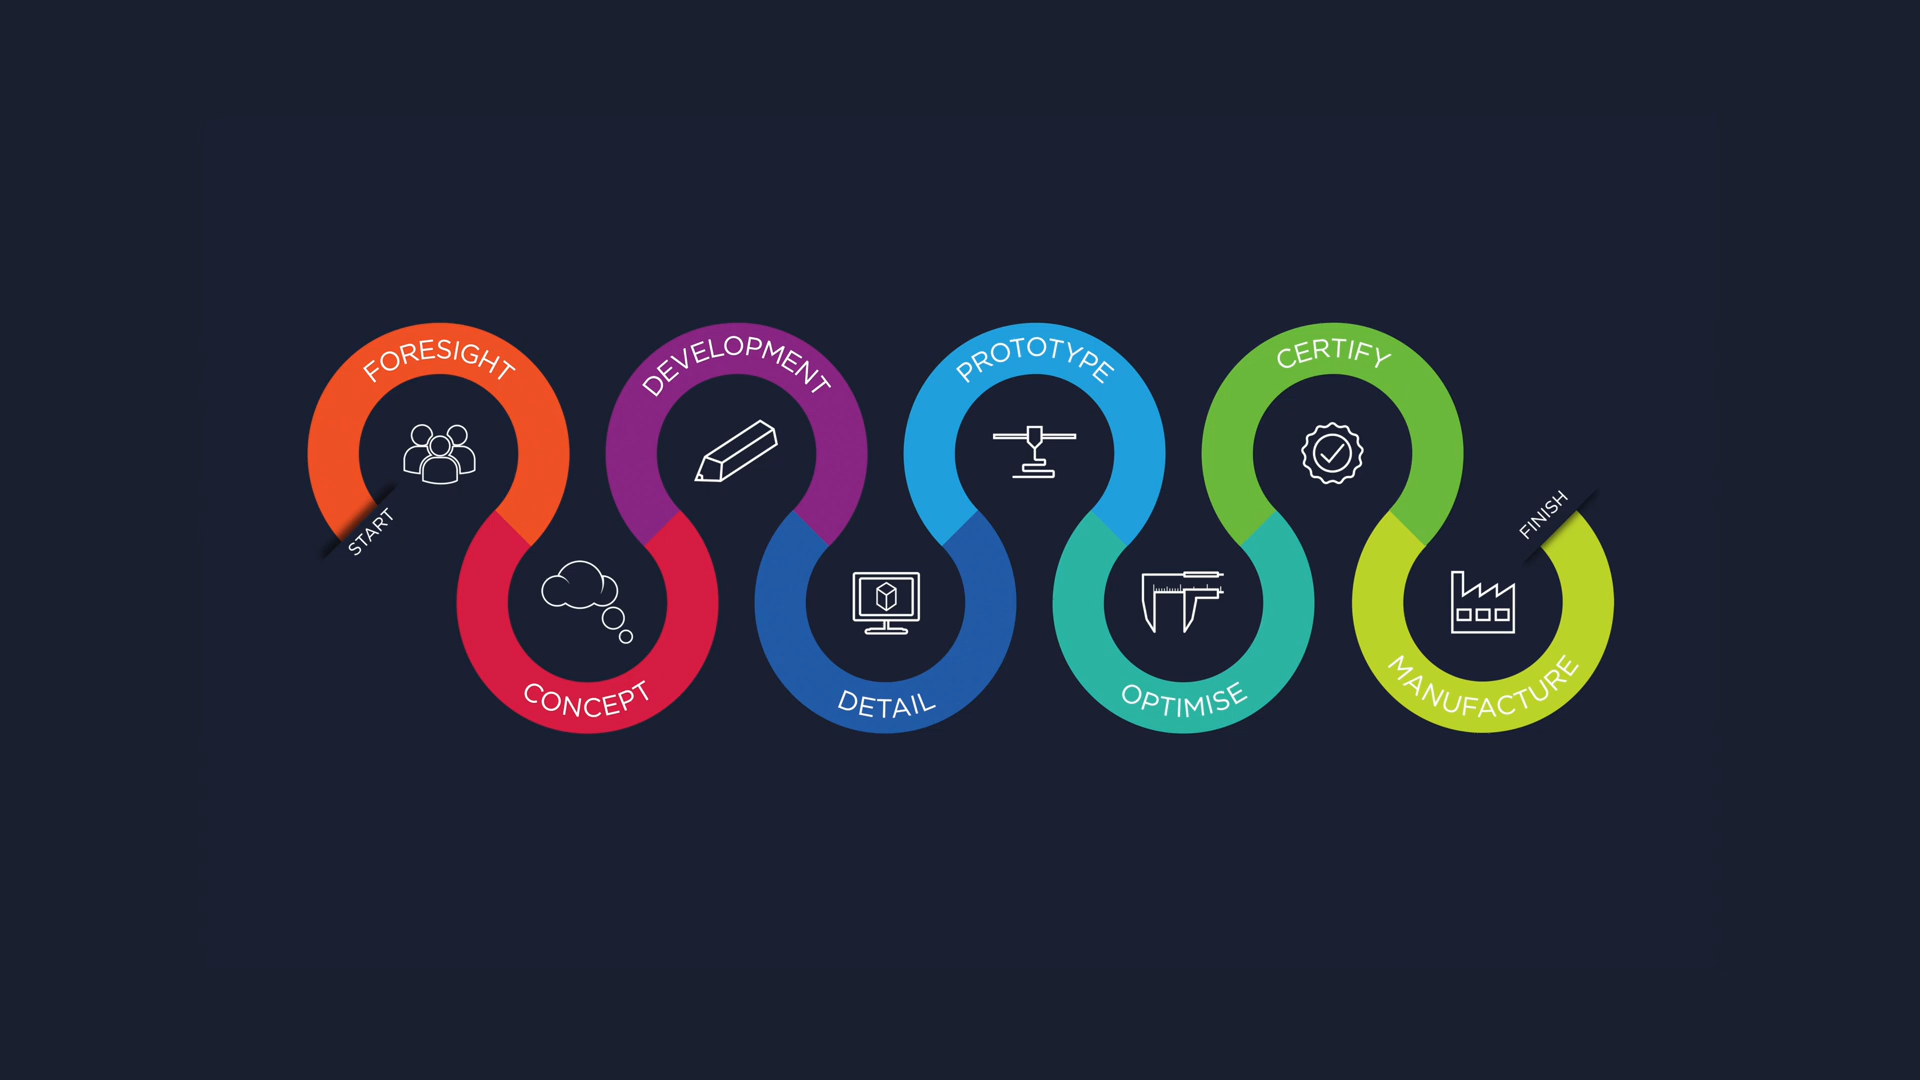 START
FORESIGHT
CONCEPT
DEVELOPMENT
DETAIL
PROTOTYPE
OPTIMISE
CERTIFY
MANUFACTURE
FINISH